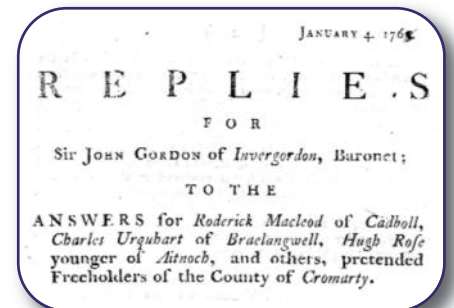 JANUARY 4. 176
REPLIES
FOR
Sir JOHN GORDON of Invergordon, Baronet;
TO THE
ANSWERS for Roderick Macleod of Cadboll,
Charles Urquhart of Braelangwell, Hugh Rose
younger of Aitnoch, and others, pretended
Freeholders of the County of Cromarty.